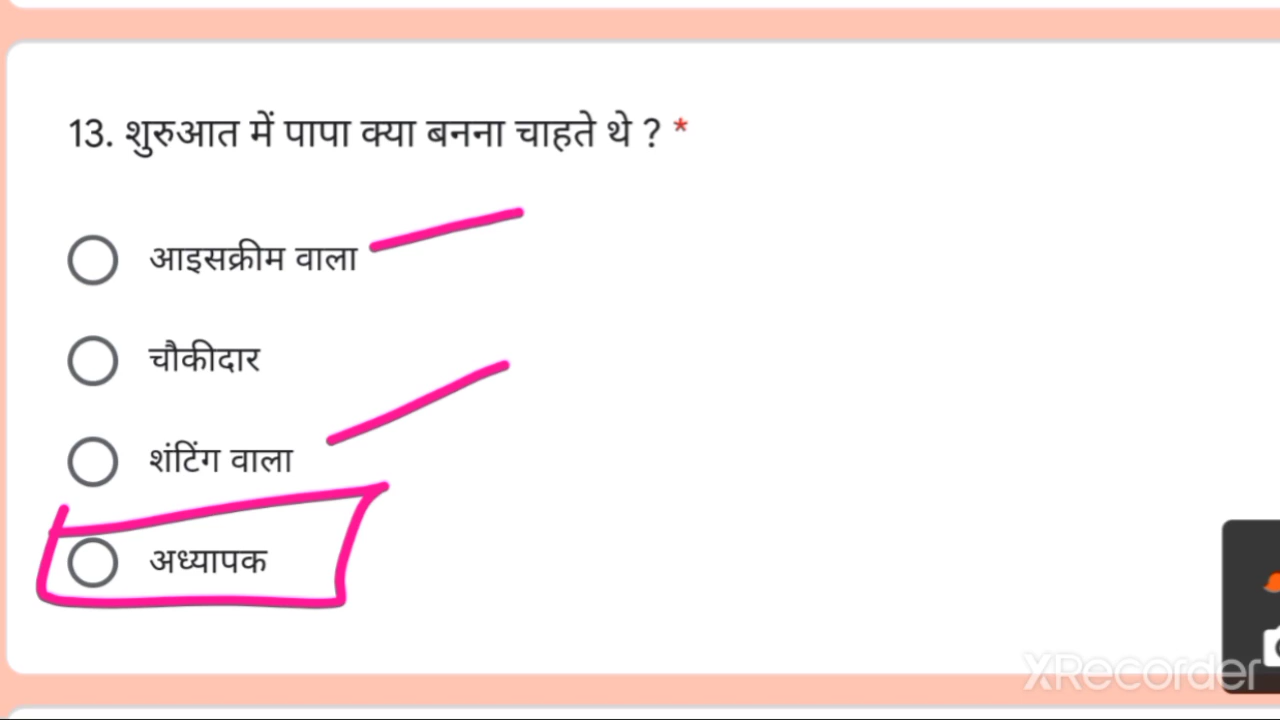 13. शुरुआत में पापा क्या बनना चाहते थे ? *
आइसक्रीम वाला
चौकीदार
शंटिंग वाला
अध्यापक
XRecorder